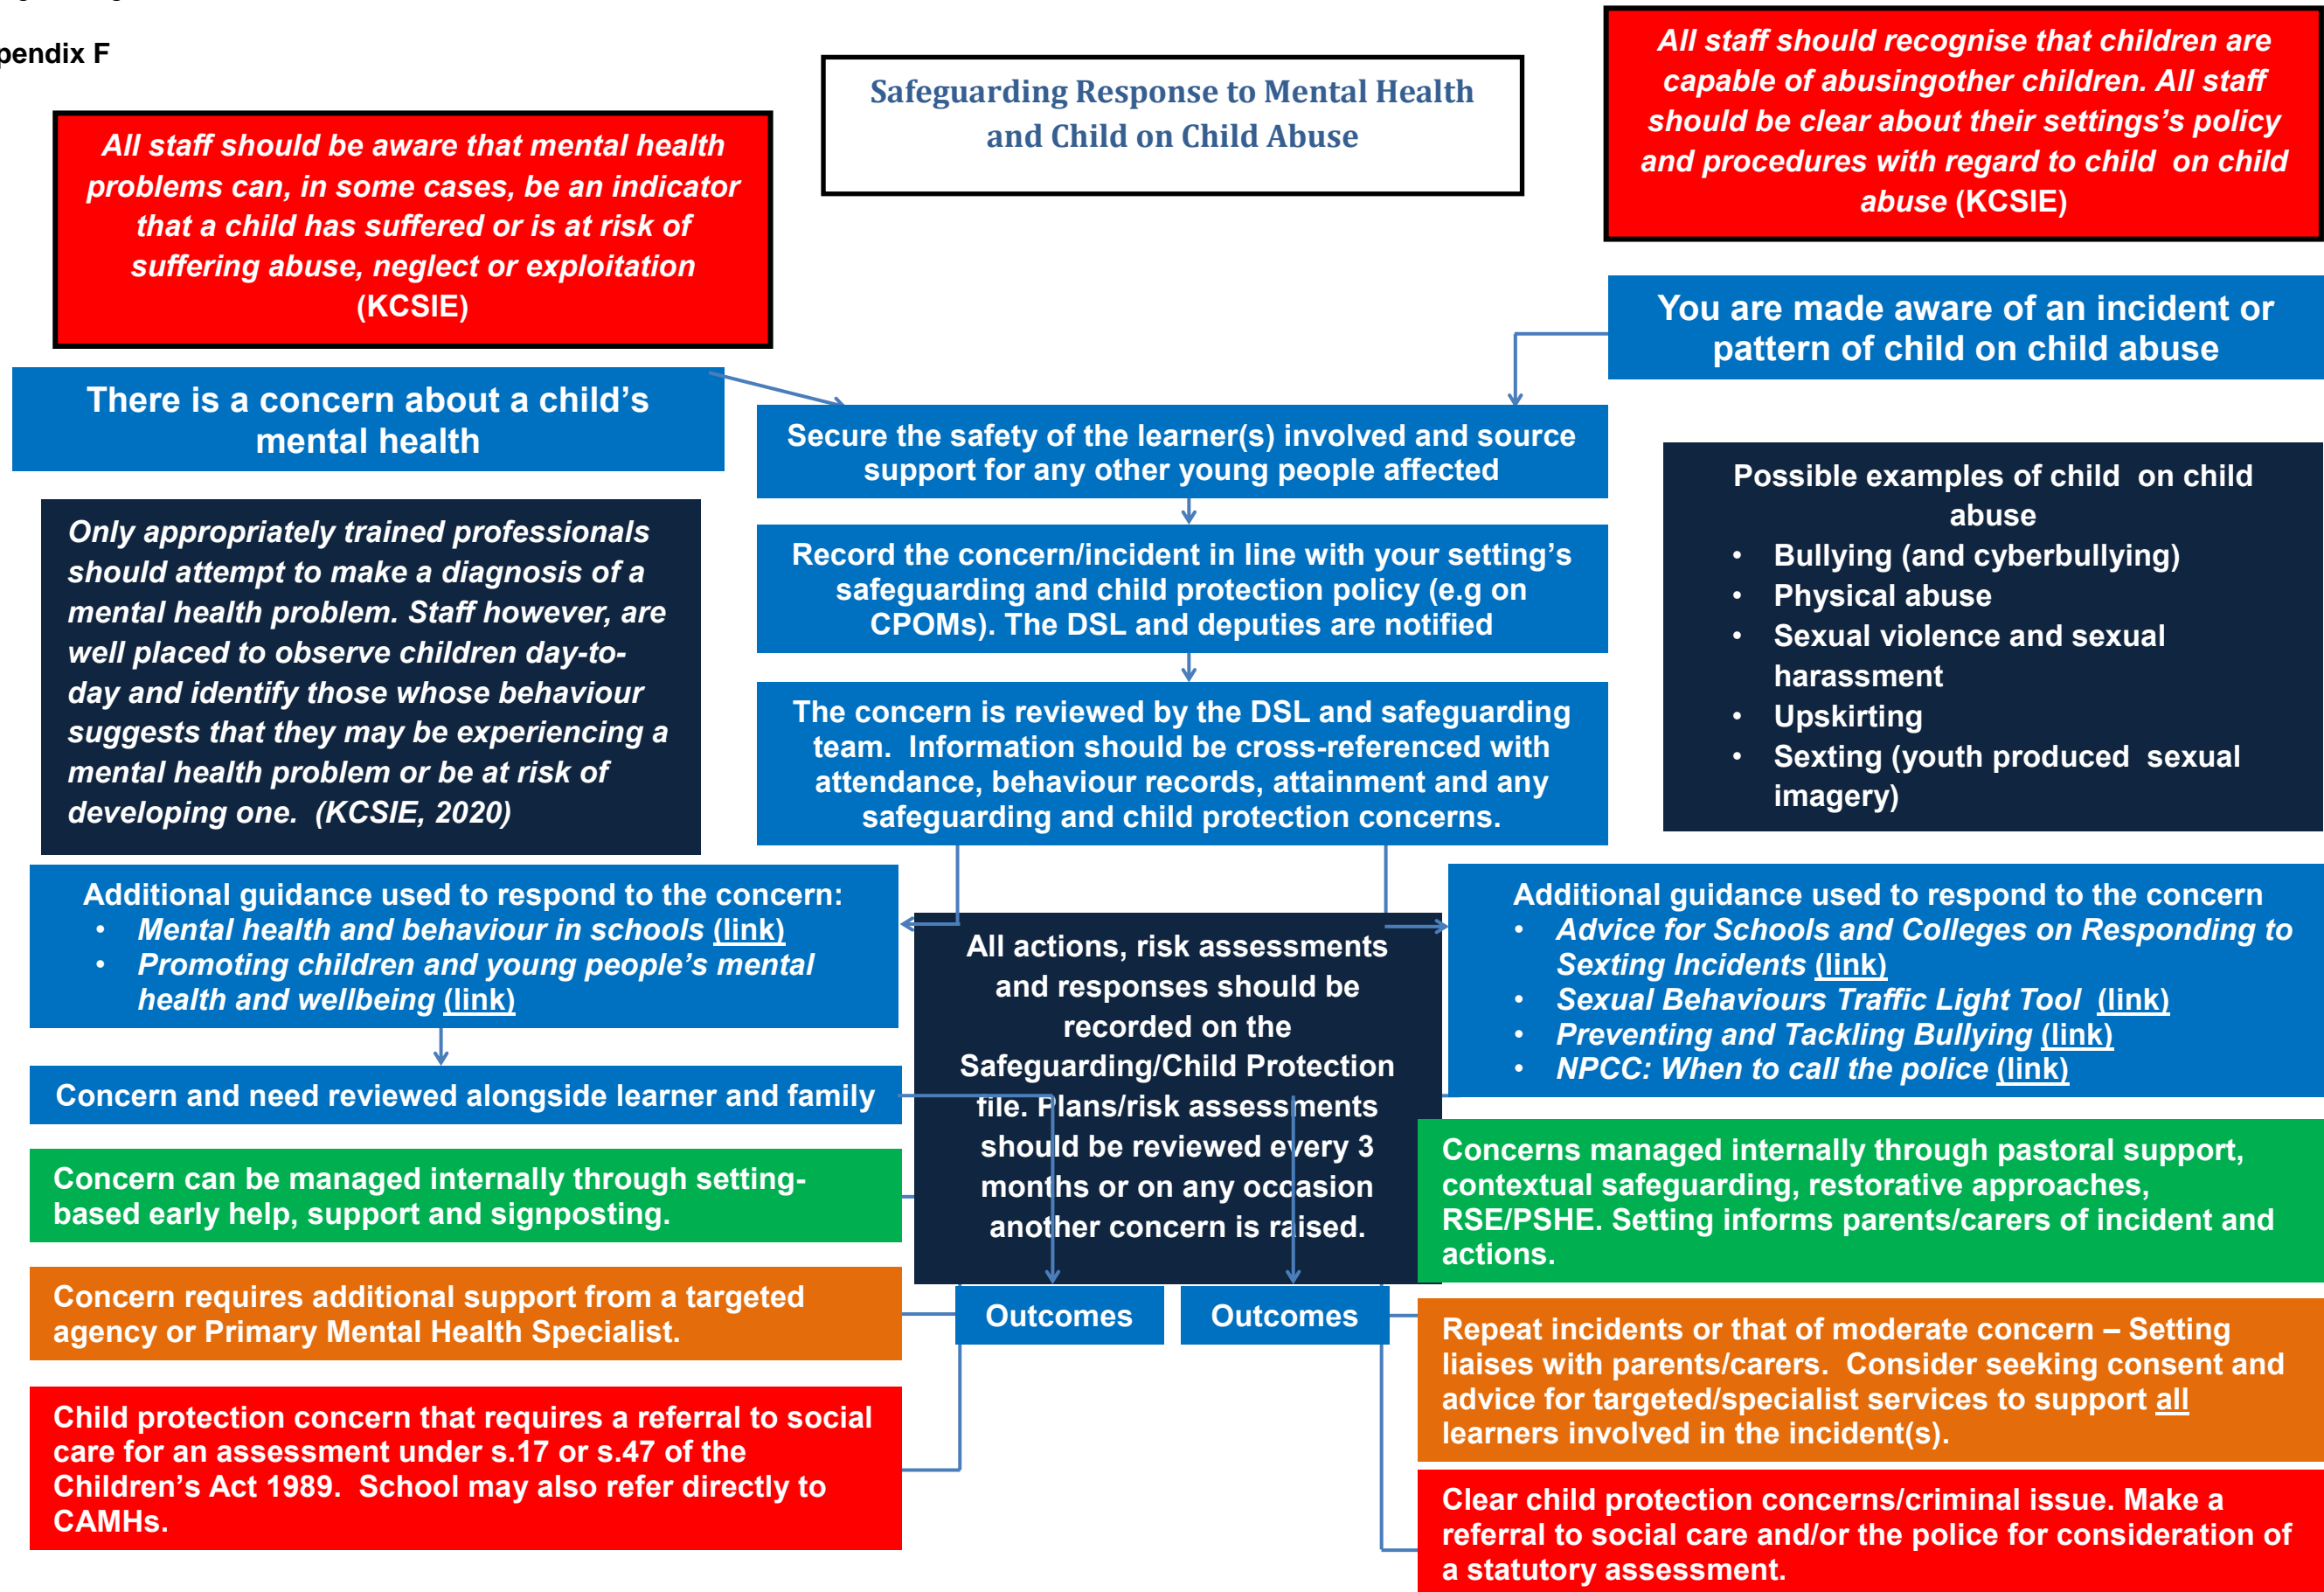 pendix F
Safeguarding Response to Mental Health
and Child on Child Abuse
All staff should be aware that mental health
problems can, in some cases, be an indicator
that a child has suffered or is at risk of
suffering abuse, neglect or exploitation
(KCSIE)
All staff should recognise that children are
capable of abusingother children. All staff
should be clear about their settings's policy
and procedures with regard to child  on child
abuse (KCSIE)
There is a concern about a child’s
mental health
You are made aware of an incident or
pattern of child on child abuse
Secure the safety of the learner(s) involved and source
support for any other young people affected
Record the concern/incident in line with your setting’s
safeguarding and child protection policy (e.g on
CPOMs). The DSL and deputies are notified
The concern is reviewed by the DSL and safeguarding
team.  Information should be cross-referenced with
attendance, behaviour records, attainment and any
safeguarding and child protection concerns.
Only appropriately trained professionals
should attempt to make a diagnosis of a
mental health problem. Staff however, are
well placed to observe children day-to-
day and identify those whose behaviour
suggests that they may be experiencing a
mental health problem or be at risk of
developing one.  (KCSIE, 2020)
Possible examples of child  on child
abuse
• Bullying (and cyberbullying)
• Physical abuse
• Sexual violence and sexual
harassment
• Upskirting
• Sexting (youth produced  sexual
imagery)
Additional guidance used to respond to the concern:
• Mental health and behaviour in schools (link)
• Promoting children and young people’s mental
health and wellbeing (link)
Concern and need reviewed alongside learner and family
Concern can be managed internally through setting-
based early help, support and signposting.
Concern requires additional support from a targeted
agency or Primary Mental Health Specialist.
Child protection concern that requires a referral to social
care for an assessment under s.17 or s.47 of the
Children’s Act 1989.  School may also refer directly to
CAMHs.
All actions, risk assessments
and responses should be
recorded on the
Safeguarding/Child Protection
file. Plans/risk assessments
should be reviewed every 3
months or on any occasion
another concern is raised.
Outcomes
Outcomes
Additional guidance used to respond to the concern
• Advice for Schools and Colleges on Responding to
Sexting Incidents (link)
• Sexual Behaviours Traffic Light Tool  (link)
• Preventing and Tackling Bullying (link)
• NPCC: When to call the police (link)
Concerns managed internally through pastoral support,
contextual safeguarding, restorative approaches,
RSE/PSHE. Setting informs parents/carers of incident and
actions.
Repeat incidents or that of moderate concern – Setting
liaises with parents/carers.  Consider seeking consent and
advice for targeted/specialist services to support all
learners involved in the incident(s).
Clear child protection concerns/criminal issue. Make a
referral to social care and/or the police for consideration of
a statutory assessment.